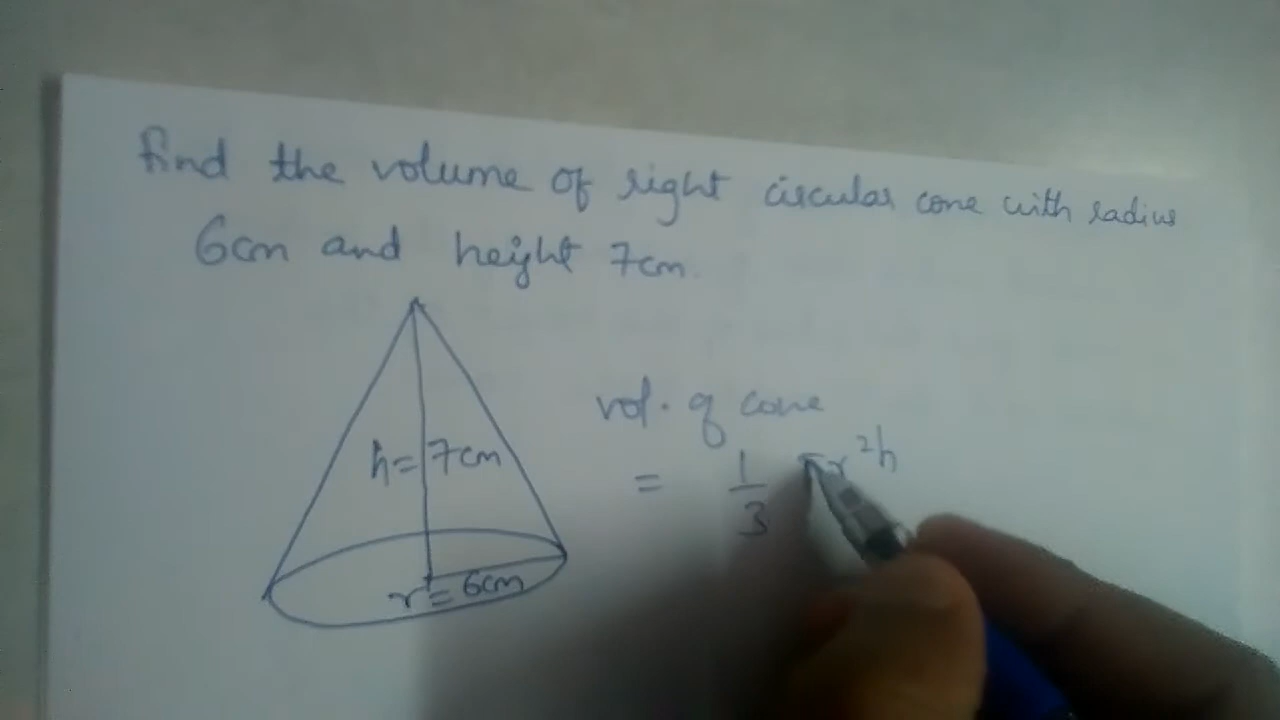 find the volume of right circular cone with radius
6cm and height 7cm.
h= 7cm
r= 6cm
vol. of cone
= 1/3 πr²h